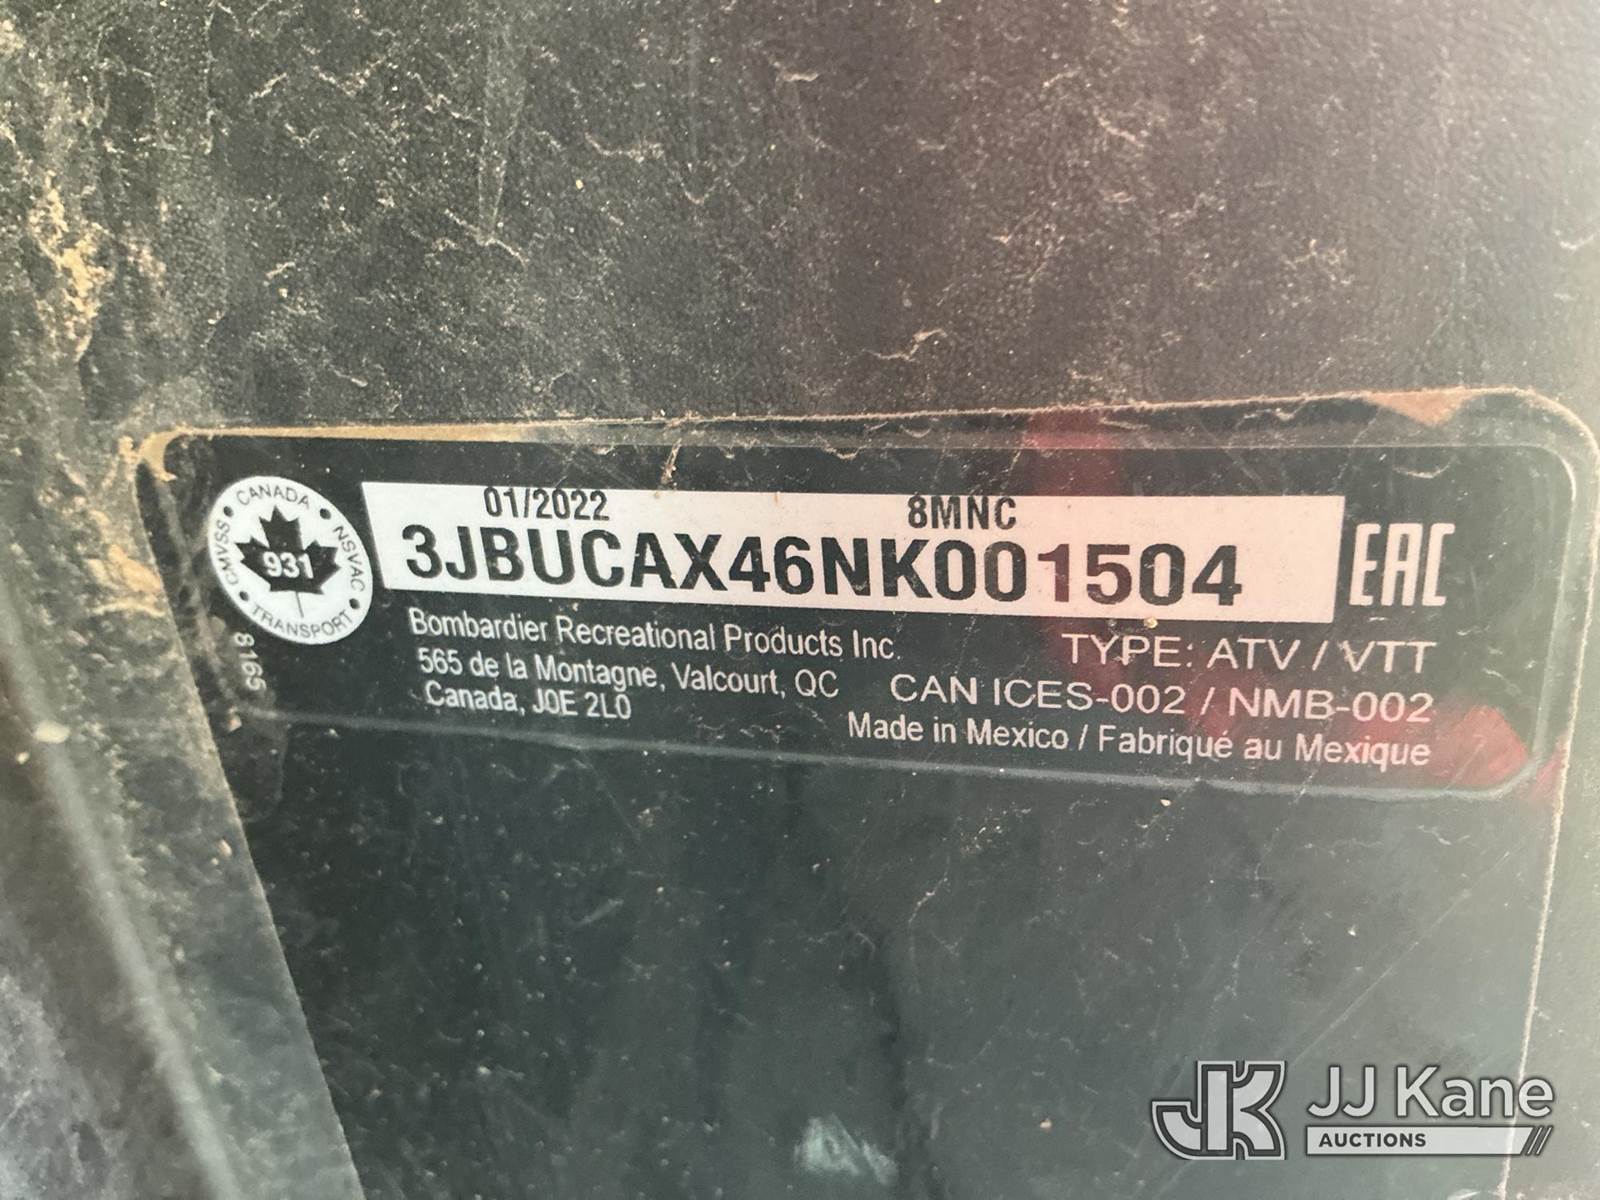 01/2022 8MNC
3JBUCAX46NK001504
CANADA
NSVAC
TRANSPORT
CMVSS
931
8165
EAC
Bombardier Recreational Products Inc.
565 de la Montagne, Valcourt, QC
Canada, J0E 2L0
TYPE: ATV / VTT
CAN ICES-002 / NMB-002
Made in Mexico / Fabriqué au Mexique
JK JJ Kane
AUCTIONS